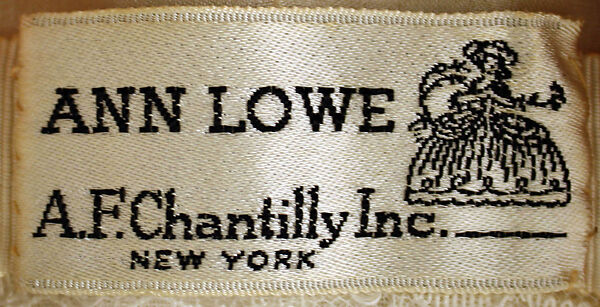 ANN LOWE
A.F. Chantilly Inc.
NEW YORK